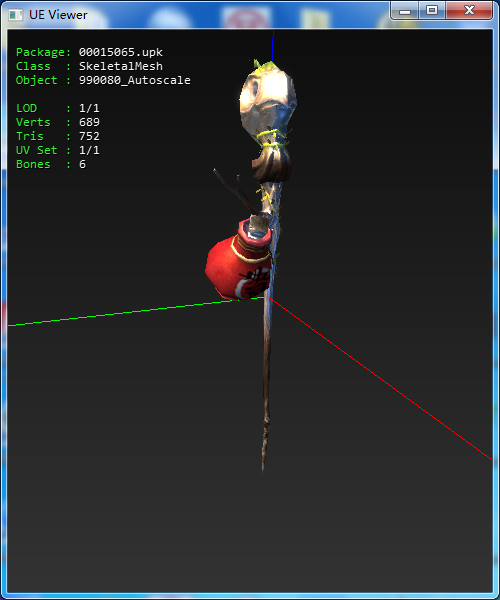 UE Viewer
Package: 00015065.upk
Class : SkeletalMesh
Object : 990080_Autoscale
LOD : 1/1
Verts : 689
Tris : 752
UV Set : 1/1
Bones : 6